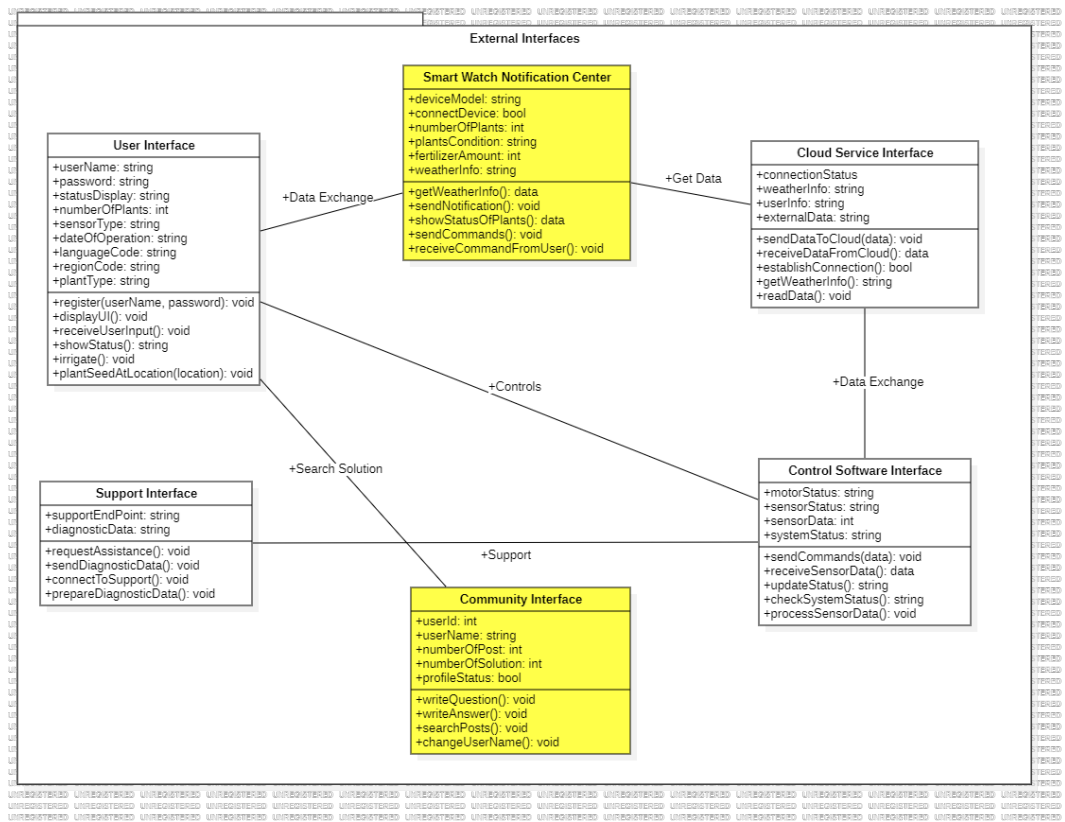 External Interfaces
Smart Watch Notification Center
+deviceModel: string
+connectDevice: bool
+numberOfPlants: int
+plantsCondition: string
+fertilizerAmount: int
+weatherInfo: string
+getWeatherInfo(): data
+sendNotification(): void
+showStatusOfPlants(): data
+sendCommands(): void
+receiveCommandFromUser(): void
User Interface
+userName: string
+password: string
+statusDisplay: string
+numberOfPlants: int
+sensorType: string
+dateOfOperation: string
+languageCode: string
+regionCode: string
+plantType: string
+register(userName, password): void
+displayUI(): void
+receiveUserInput(): void
+showStatus(): string
+irrigate(): void
+plantSeedAtLocation(location): void
+Data Exchange
+Get Data
Cloud Service Interface
+connectionStatus
+weatherInfo: string
+userInfo: string
+externalData: string
+sendDataToCloud(data): void
+receiveDataFromCloud(): data
+establishConnection(): bool
+getWeatherInfo(): string
+readData(): void
+Controls
+Data Exchange
+Search Solution
Support Interface
+supportEndPoint: string
+diagnosticData: string
+requestAssistance(): void
+sendDiagnosticData(): void
+connectToSupport(): void
+prepareDiagnosticData(): void
+Support
Control Software Interface
+motorStatus: string
+sensorStatus: string
+sensorData: int
+systemStatus: string
+sendCommands(data): void
+receiveSensorData(): data
+updateStatus(): string
+checkSystemStatus(): string
+processSensorData(): void
Community Interface
+userId: int
+userName: string
+numberOfPost: int
+numberOfSolution: int
+profileStatus: bool
+writeQuestion(): void
+writeAnswer(): void
+searchPosts(): void
+changeUserName(): void
UNREGISTERED